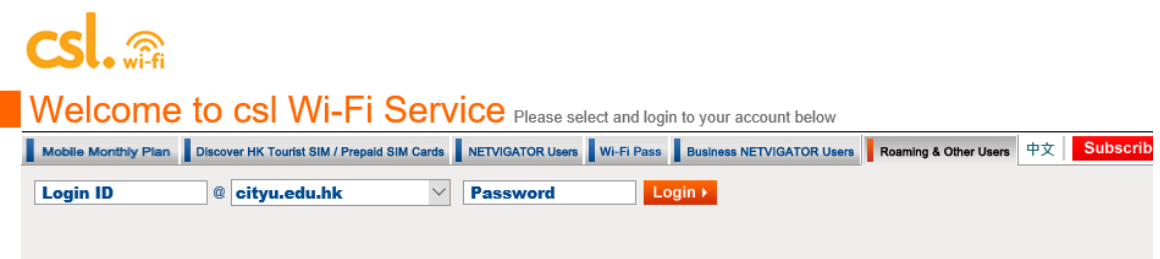 csl. wi-fi
Welcome to csl Wi-Fi Service Please select and login to your account below
Mobile Monthly Plan Discover HK Tourist SIM / Prepaid SIM Cards NETVIGATOR Users Wi-Fi Pass Business NETVIGATOR Users Roaming & Other Users 中文 Subscrib
Login ID @ cityu.edu.hk Password Login